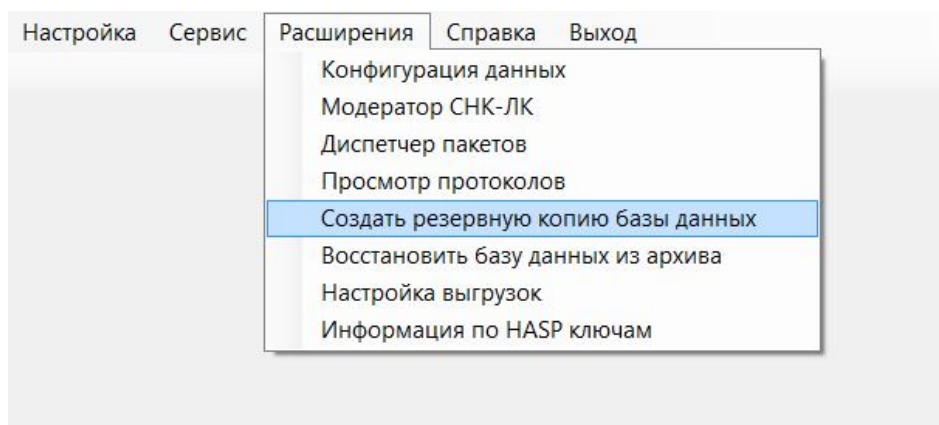 Настройка Сервис Расширения Справка Выход
Конфигурация данных
Модератор СНК-ЛК
Диспетчер пакетов
Просмотр протоколов
Создать резервную копию базы данных
Восстановить базу данных из архива
Настройка выгрузок
Информация по HASP ключам